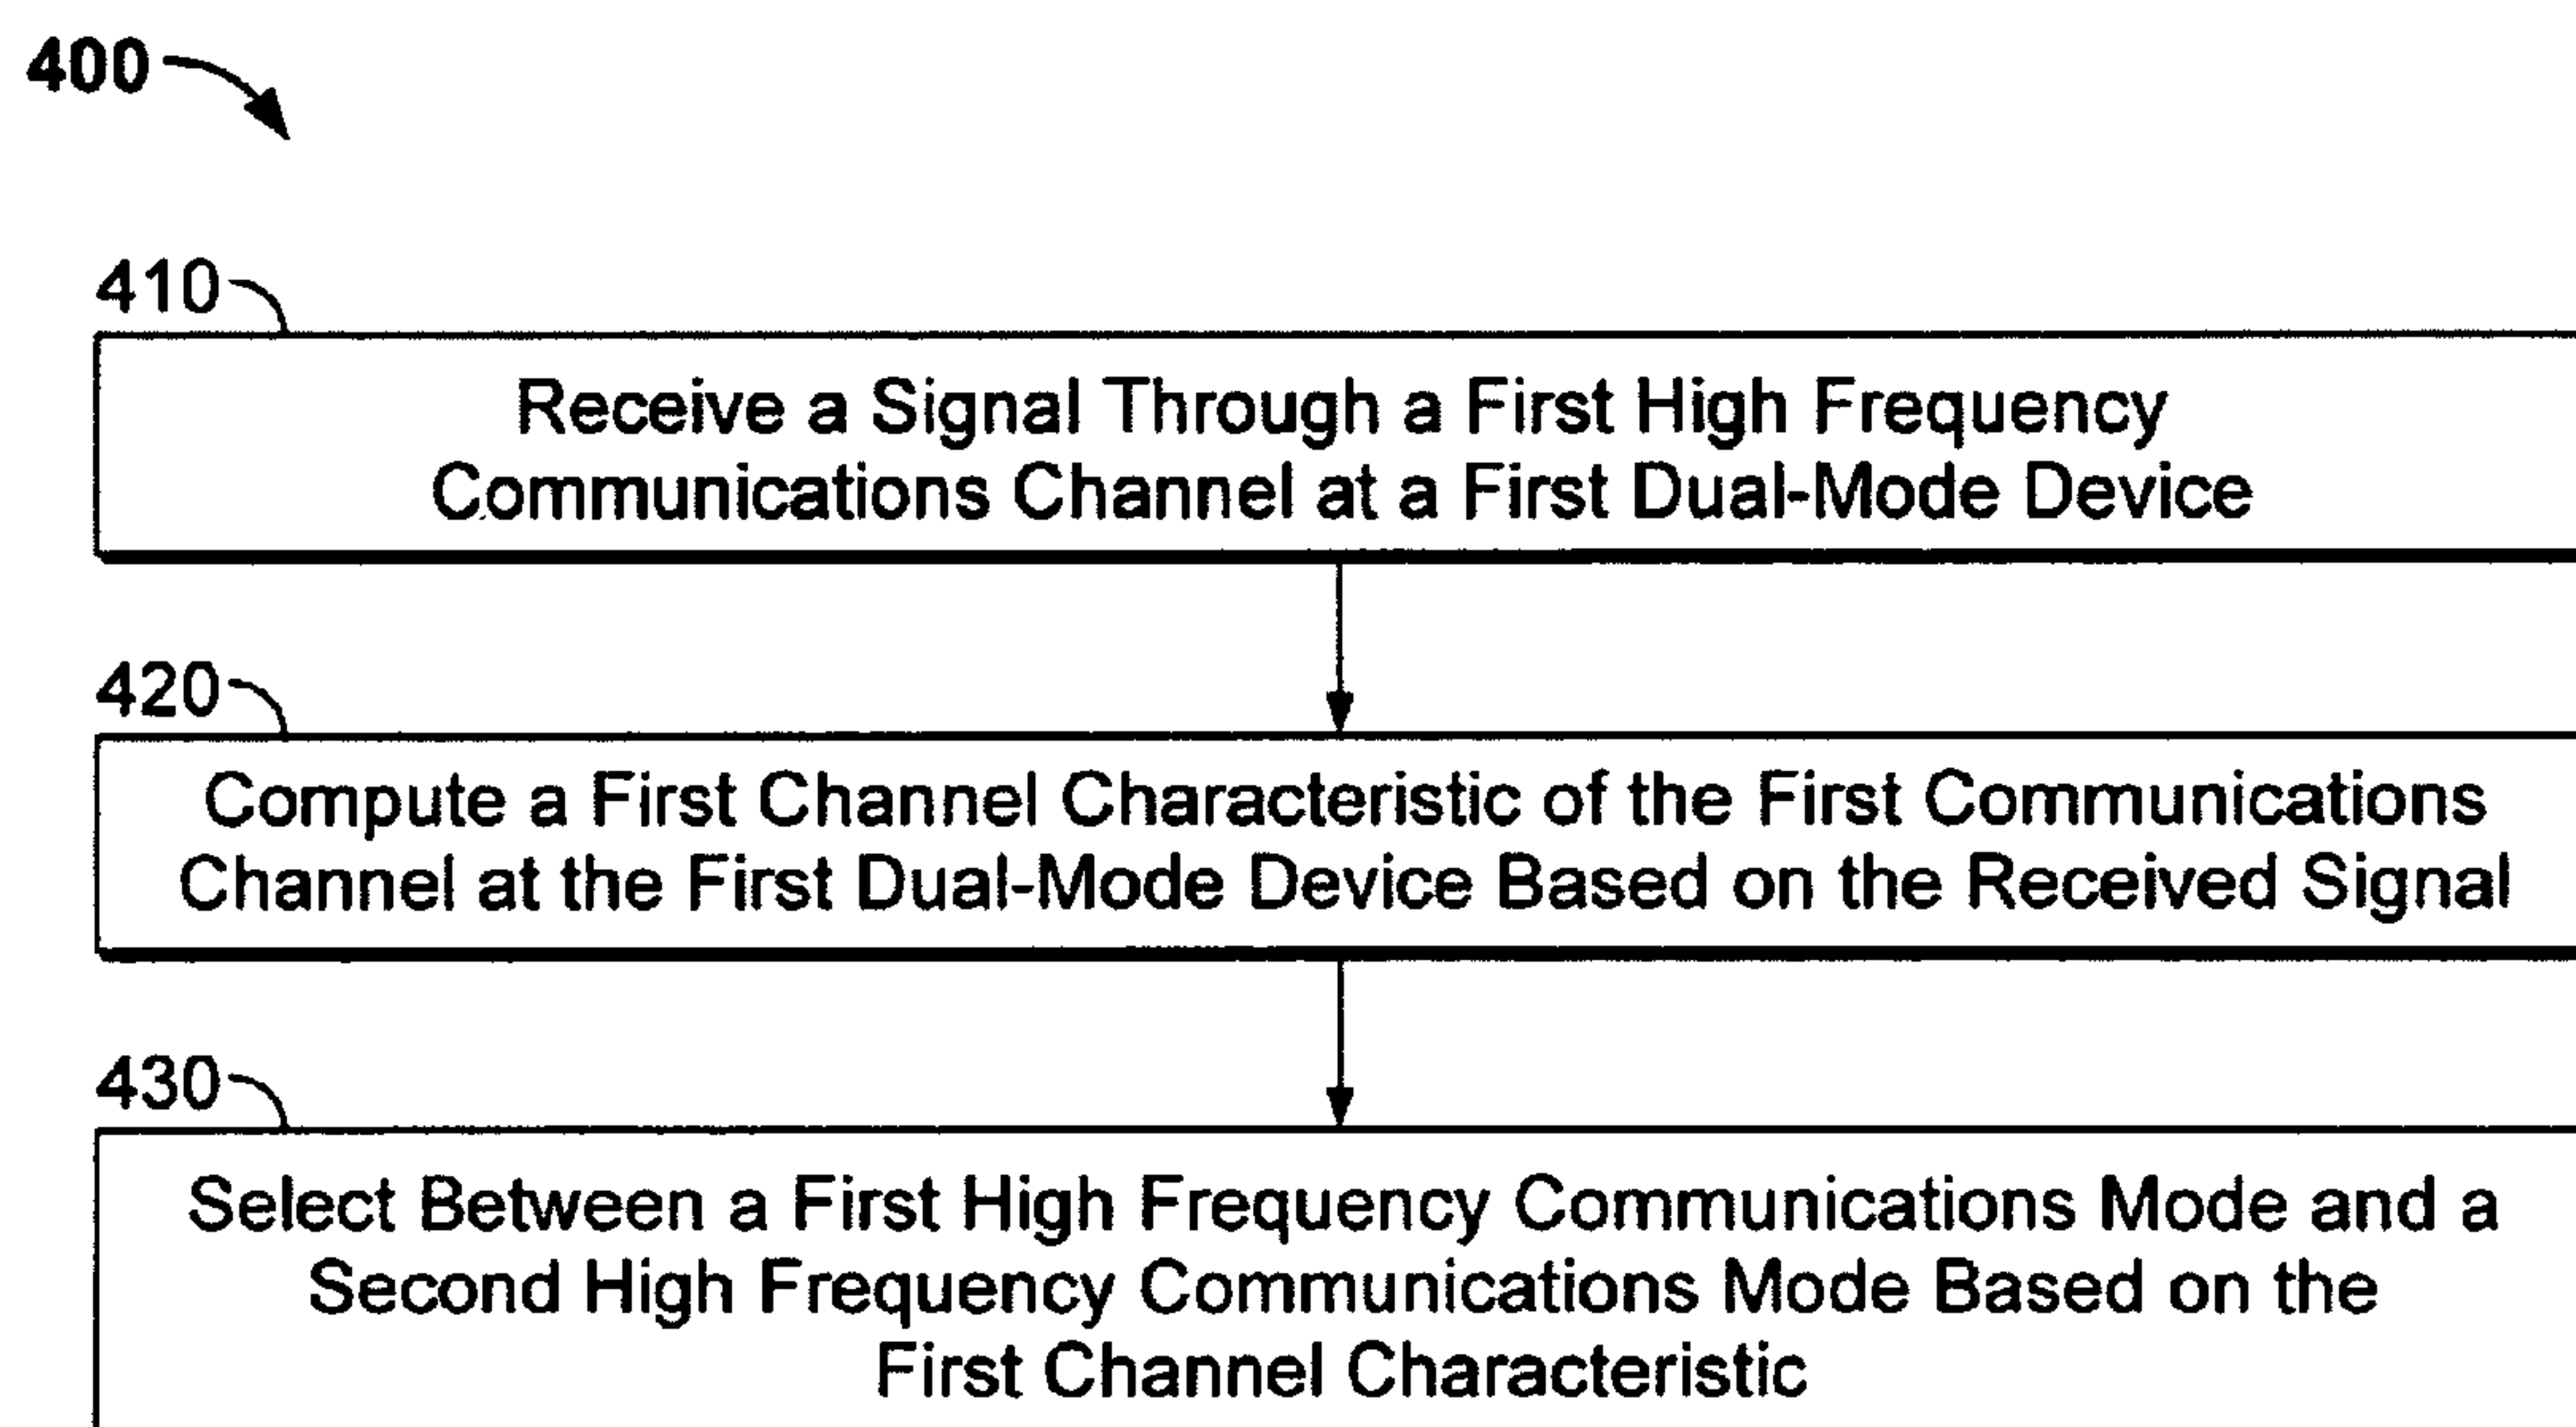 400
410
Receive a Signal Through a First High Frequency
Communications Channel at a First Dual-Mode Device
420
Compute a First Channel Characteristic of the First Communications
Channel at the First Dual-Mode Device Based on the Received Signal
430
Select Between a First High Frequency Communications Mode and a
Second High Frequency Communications Mode Based on the
First Channel Characteristic